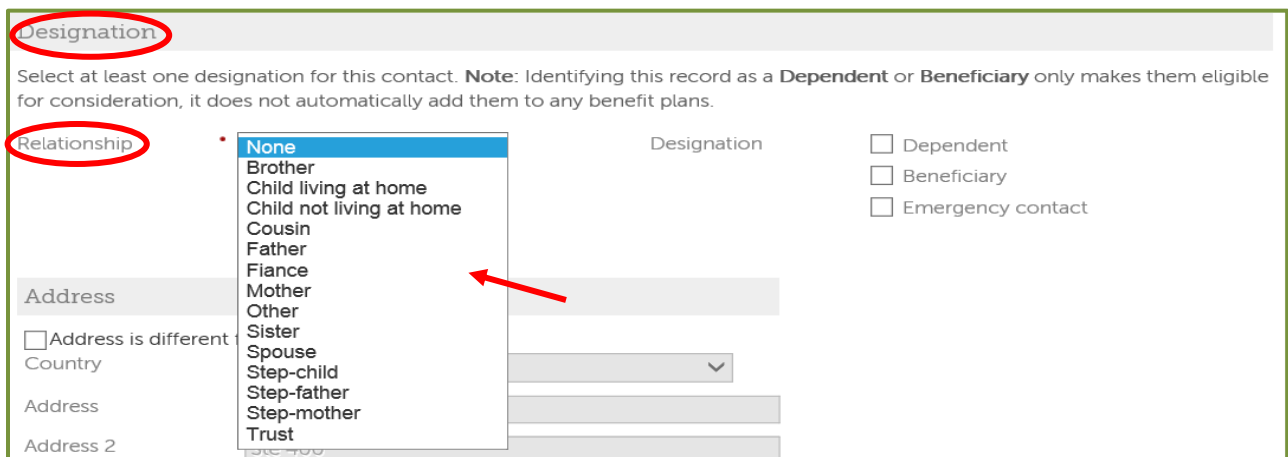 Designation
Select at least one designation for this contact. Note: Identifying this record as a Dependent or Beneficiary only makes them eligible
for consideration, it does not automatically add them to any benefit plans.
Relationship
None
Brother
Child living at home
Child not living at home
Cousin
Father
Fiance
Mother
Other
Sister
Spouse
Step-child
Step-father
Step-mother
Trust
Designation
Dependent
Beneficiary
Emergency contact
Address
Address is different
Country
Address
Address 2